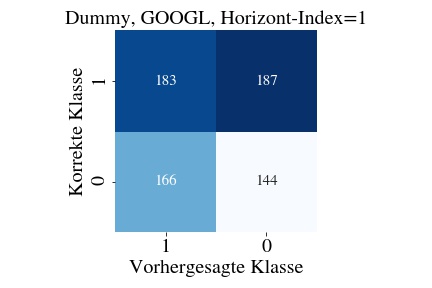 Dummy, GOOGL, Horizont-Index=1
Korrekte Klasse
1
183
187
0
166
144
1
0
Vorhergesagte Klasse